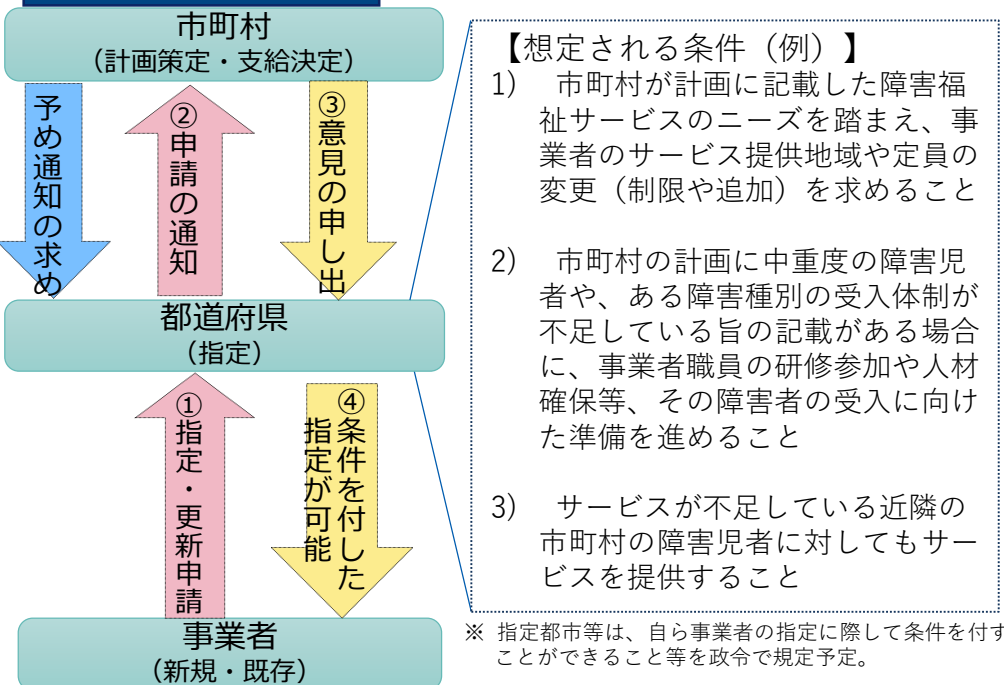 市町村
（計画策定・支給決定）
予め通知の求め
②申請の通知
③意見の申し出
都道府県
（指定）
①指定・更新申請
④条件を付した
指定が可能
事業者
（新規・既存）
【想定される条件（例）】
1)　市町村が計画に記載した障害福
祉サービスのニーズを踏まえ、事
業者のサービス提供地域や定員の
変更（制限や追加）を求めること
2)　市町村の計画に中重度の障害児
者や、ある障害種別の受入体制が
不足している旨の記載がある場合
に、事業者職員の研修参加や人材
確保等、その障害者の受入に向け
た準備を進めること
3)　サービスが不足している近隣の
市町村の障害児者に対してもサー
ビスを提供すること
※ 指定都市等は、自ら事業者の指定に際して条件を付す
ことができること等を政令で規定予定。